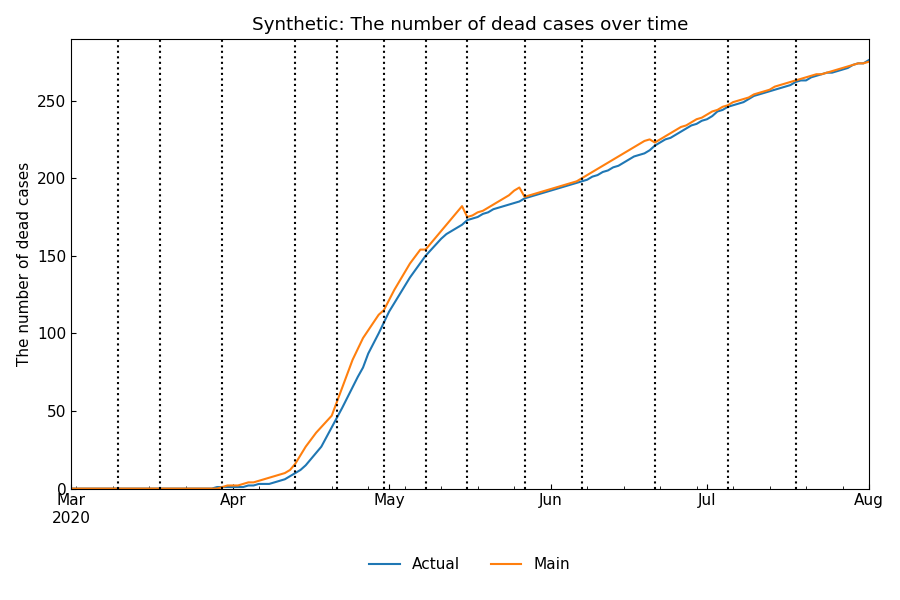 Synthetic: The number of dead cases over time
The number of dead cases
250
200
150
100
50
0
Mar Apr May Jun Jul Aug
2020
Actual Main